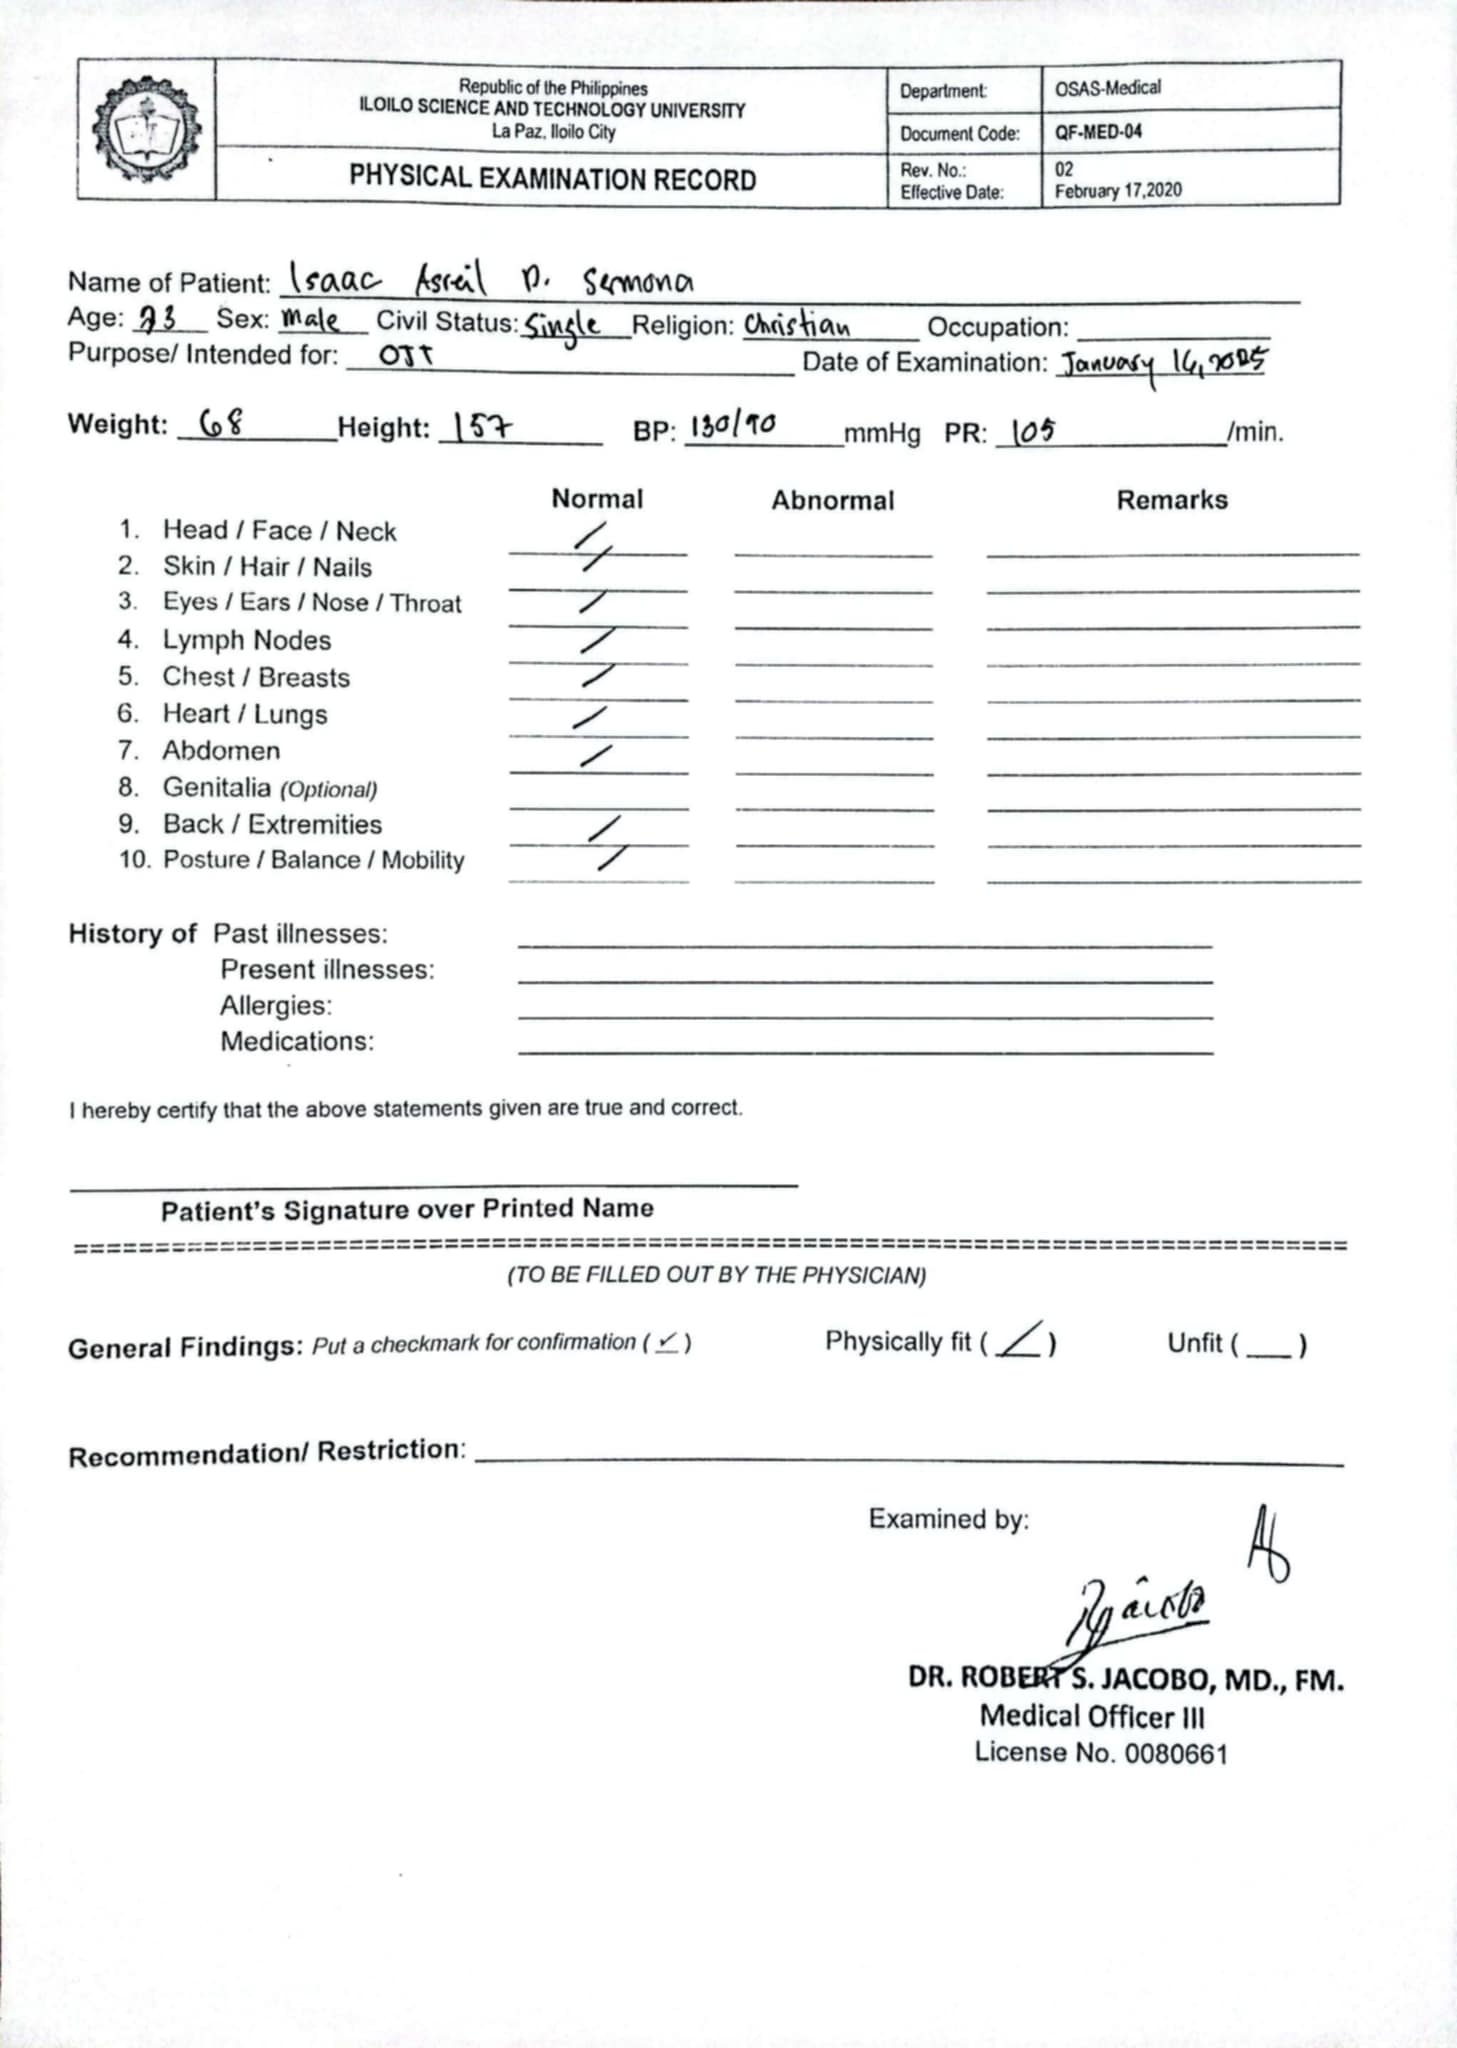 Republic of the Philippines
ILOILO SCIENCE AND TECHNOLOGY UNIVERSITY
La Paz, Iloilo City
PHYSICAL EXAMINATION RECORD
Department: OSAS-Medical
Document Code: QF-MED-04
Rev. No.: 02
Effective Date: February 17,2020
Name of Patient: Isaac Asreil D. Sermona
Age: 23 Sex: Male Civil Status: Single Religion: Christian Occupation:
Purpose/ Intended for: OJT Date of Examination: January 16, 2025
Weight: 68 Height: 157 BP: 130/90 mmHg PR: 105 /min.
Normal Abnormal Remarks
1. Head / Face / Neck /
2. Skin / Hair / Nails /
3. Eyes / Ears / Nose / Throat /
4. Lymph Nodes /
5. Chest / Breasts /
6. Heart / Lungs /
7. Abdomen /
8. Genitalia (Optional)
9. Back / Extremities /
10. Posture / Balance / Mobility /
History of Past illnesses:
Present illnesses:
Allergies:
Medications:
I hereby certify that the above statements given are true and correct.
Patient's Signature over Printed Name
(TO BE FILLED OUT BY THE PHYSICIAN)
General Findings: Put a checkmark for confirmation ( ✓ ) Physically fit ( / ) Unfit ( ___ )
Recommendation/ Restriction:
Examined by:
DR. ROBERT S. JACOBO, MD., FM.
Medical Officer III
License No. 0080661